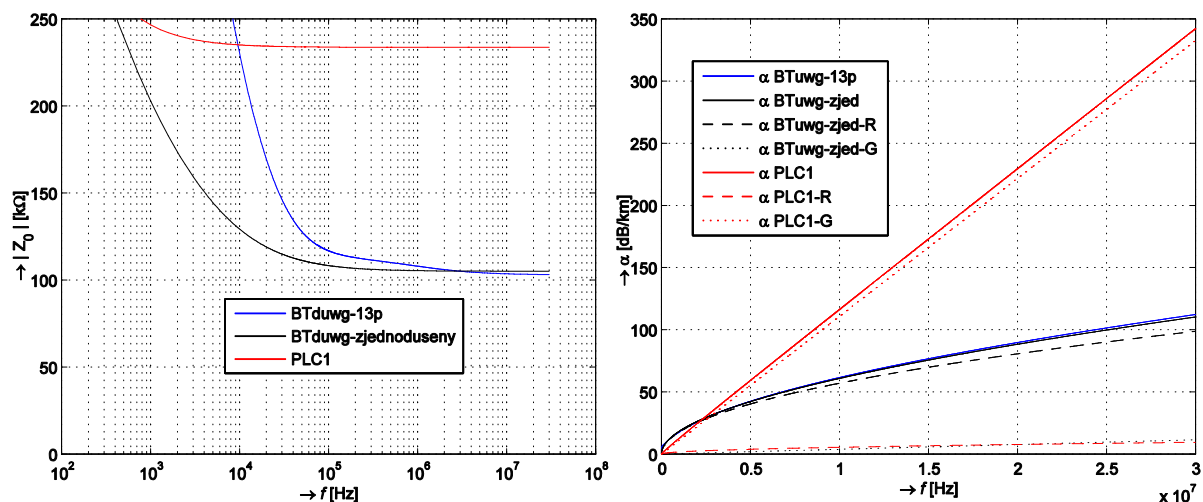 250
200
150
100
50
0
→ | Z0 | [kΩ]
BTduwg-13p
BTduwg-zjednoduseny
PLC1
10^2
10^3
10^4
10^5
10^6
10^7
10^8
→ f [Hz]
350
300
250
200
150
100
50
0
→ α [dB/km]
α BTuwg-13p
α BTuwg-zjed
α BTuwg-zjed-R
α BTuwg-zjed-G
α PLC1
α PLC1-R
α PLC1-G
0
0.5
1
1.5
2
2.5
3
→ f [Hz]
x 10^7